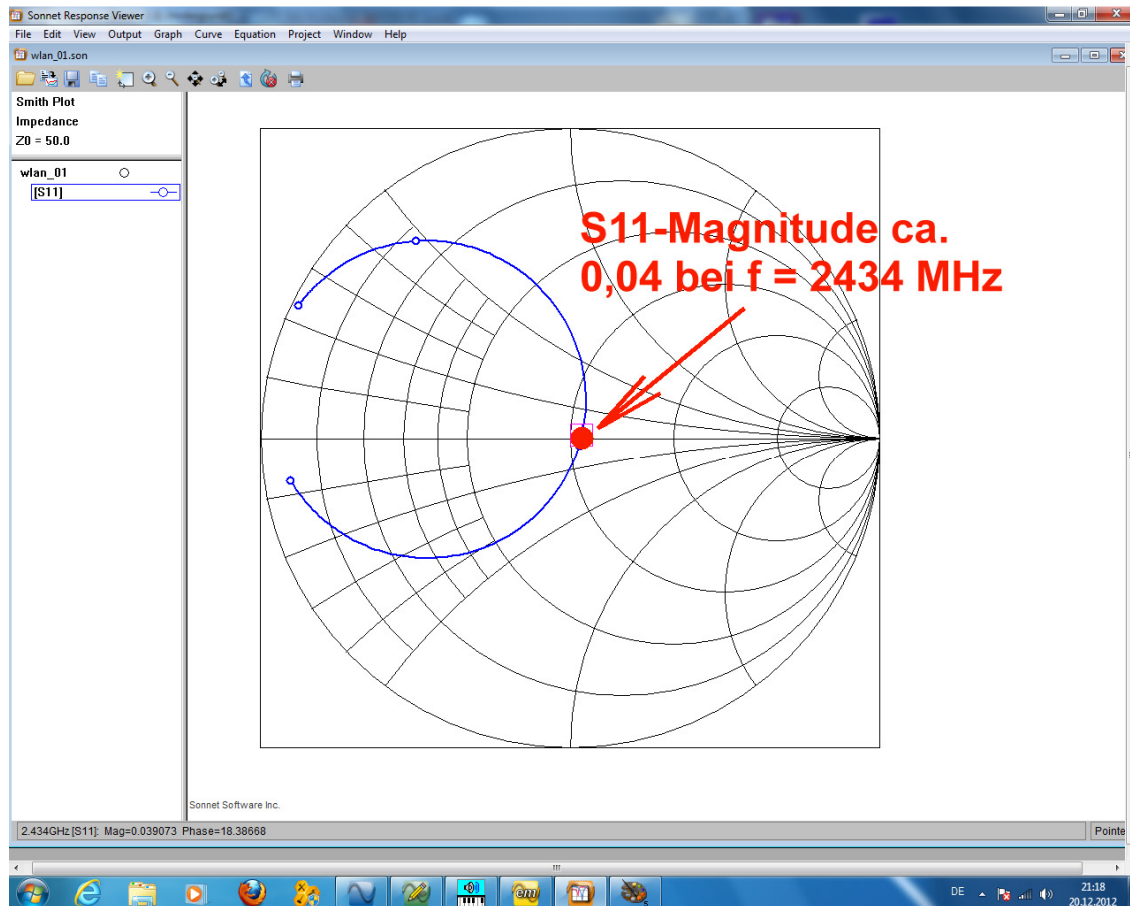 Sonnet Response Viewer
File Edit View Output Graph Curve Equation Project Window Help
wlan_01.son
Smith Plot
Impedance
Z0 = 50.0
wlan_01
[S11]
S11-Magnitude ca.
0,04 bei f = 2434 MHz
Sonnet Software Inc.
2.434GHz [S11]: Mag=0.039073 Phase=18.38668
Pointe
em
DE
21:18
20.12.2012